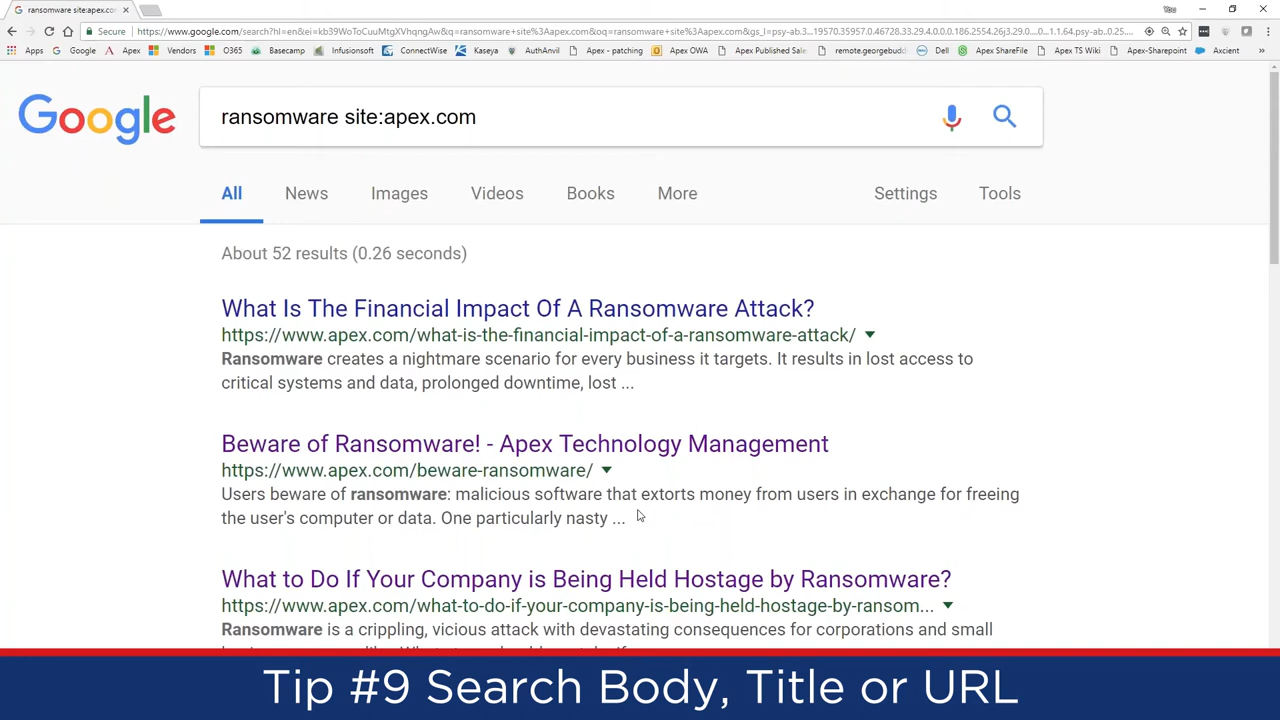 ransomware site:apex.co
You
Secure
https://www.google.com/search?hl=en&ei=kb39WoToCuuMtgXVhqngAw&q=ransomware+site%3Aapex.com&oq=ransomware+site%3Aapex.com&gs_l=psy-ab.3...19570.35957.0.46728.33.29.4.0.0.0.186.2554.26j3.29.0....0...1.1.64.psy-ab..0.25....
Apps Google Apex Vendors O365 Basecamp Infusionsoft ConnectWise Kaseya AuthAnvil Apex - patching Apex OWA Apex Published Sale remote.georgebuc Dell Apex ShareFile Apex TS Wiki Apex-Sharepoint Axcient »
Google
ransomware site:apex.com
All News Images Videos Books More Settings Tools
About 52 results (0.26 seconds)
What Is The Financial Impact Of A Ransomware Attack?
https://www.apex.com/what-is-the-financial-impact-of-a-ransomware-attack/
Ransomware creates a nightmare scenario for every business it targets. It results in lost access to
critical systems and data, prolonged downtime, lost ...
Beware of Ransomware! - Apex Technology Management
https://www.apex.com/beware-ransomware/
Users beware of ransomware: malicious software that extorts money from users in exchange for freeing
the user's computer or data. One particularly nasty ...
What to Do If Your Company is Being Held Hostage by Ransomware?
https://www.apex.com/what-to-do-if-your-company-is-being-held-hostage-by-ransom...
Ransomware is a crippling, vicious attack with devastating consequences for corporations and small
Tip #9 Search Body, Title or URL